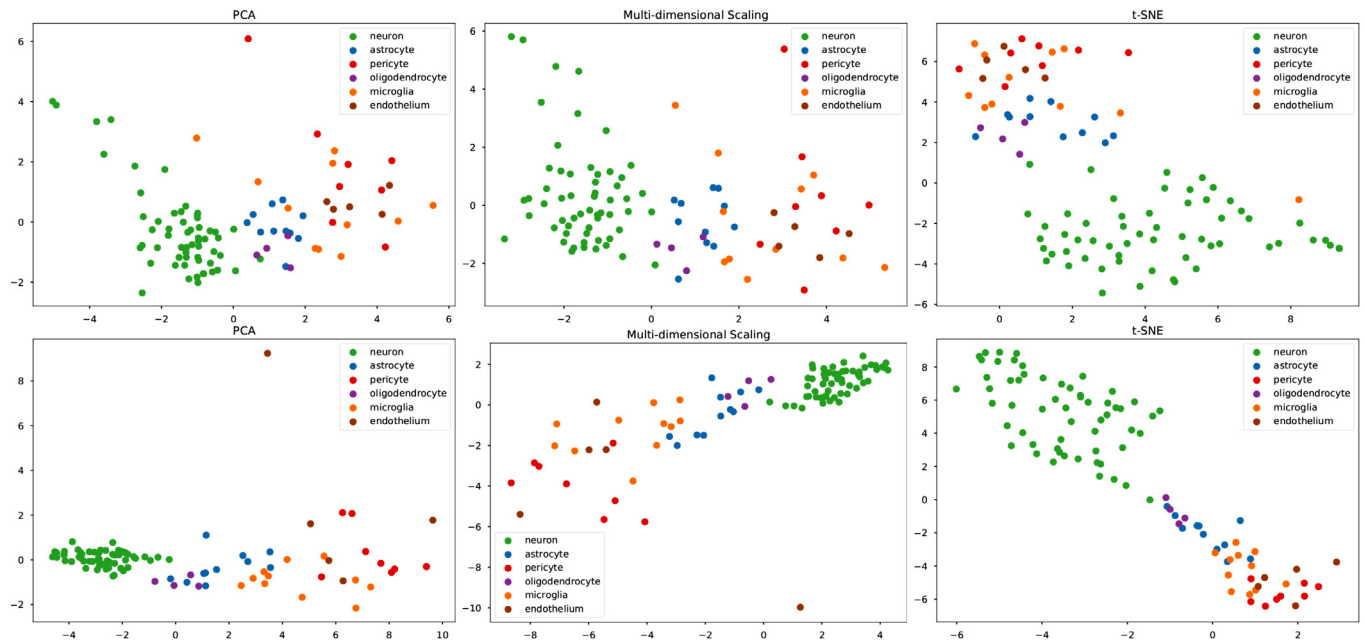 PCA
6
4
2
0
−2
−4
−2
0
2
4
6
neuron
astrocyte
pericyte
oligodendrocyte
microglia
endothelium
Multi-dimensional Scaling
6
4
2
0
−2
−2
0
2
4
neuron
astrocyte
pericyte
oligodendrocyte
microglia
endothelium
t-SNE
6
4
2
0
−2
−4
−6
0
2
4
6
8
neuron
astrocyte
pericyte
oligodendrocyte
microglia
endothelium
PCA
8
6
4
2
0
−2
−4
−2
0
2
4
6
8
10
neuron
astrocyte
pericyte
oligodendrocyte
microglia
endothelium
Multi-dimensional Scaling
2
0
−2
−4
−6
−8
−10
−8
−6
−4
−2
0
2
4
neuron
astrocyte
pericyte
oligodendrocyte
microglia
endothelium
t-SNE
8
6
4
2
0
−2
−4
−6
−6
−4
−2
0
2
neuron
astrocyte
pericyte
oligodendrocyte
microglia
endothelium